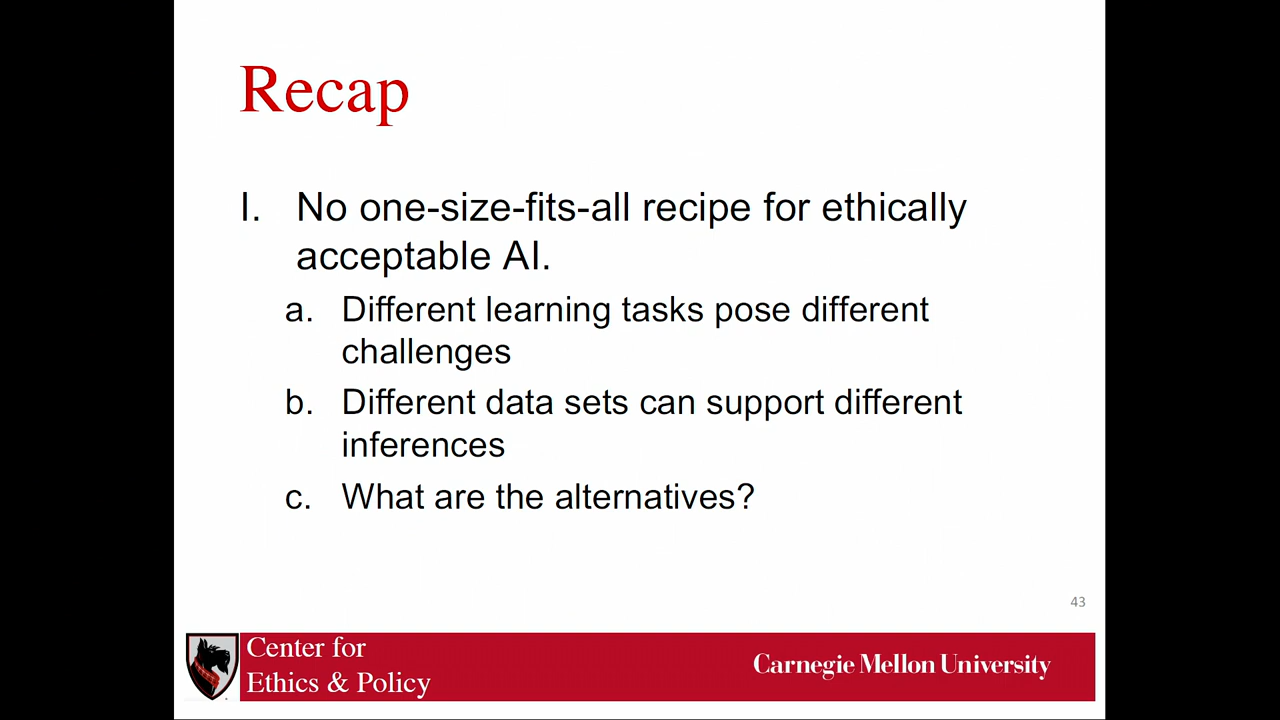 Recap
I. No one-size-fits-all recipe for ethically
acceptable AI.
a. Different learning tasks pose different
challenges
b. Different data sets can support different
inferences
c. What are the alternatives?
43
Center for
Ethics & Policy
Carnegie Mellon University